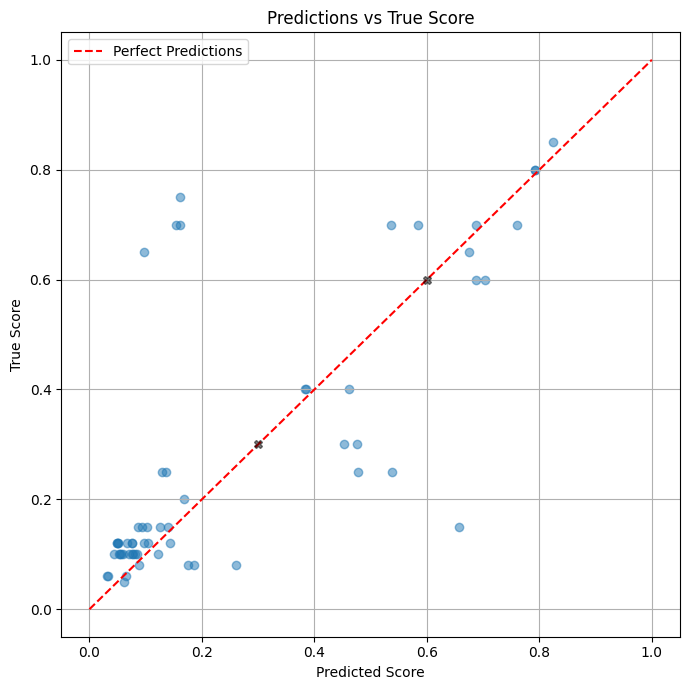 Predictions vs True Score
Perfect Predictions
True Score
1.0
0.8
0.6
0.4
0.2
0.0
0.0 0.2 0.4 0.6 0.8 1.0
Predicted Score